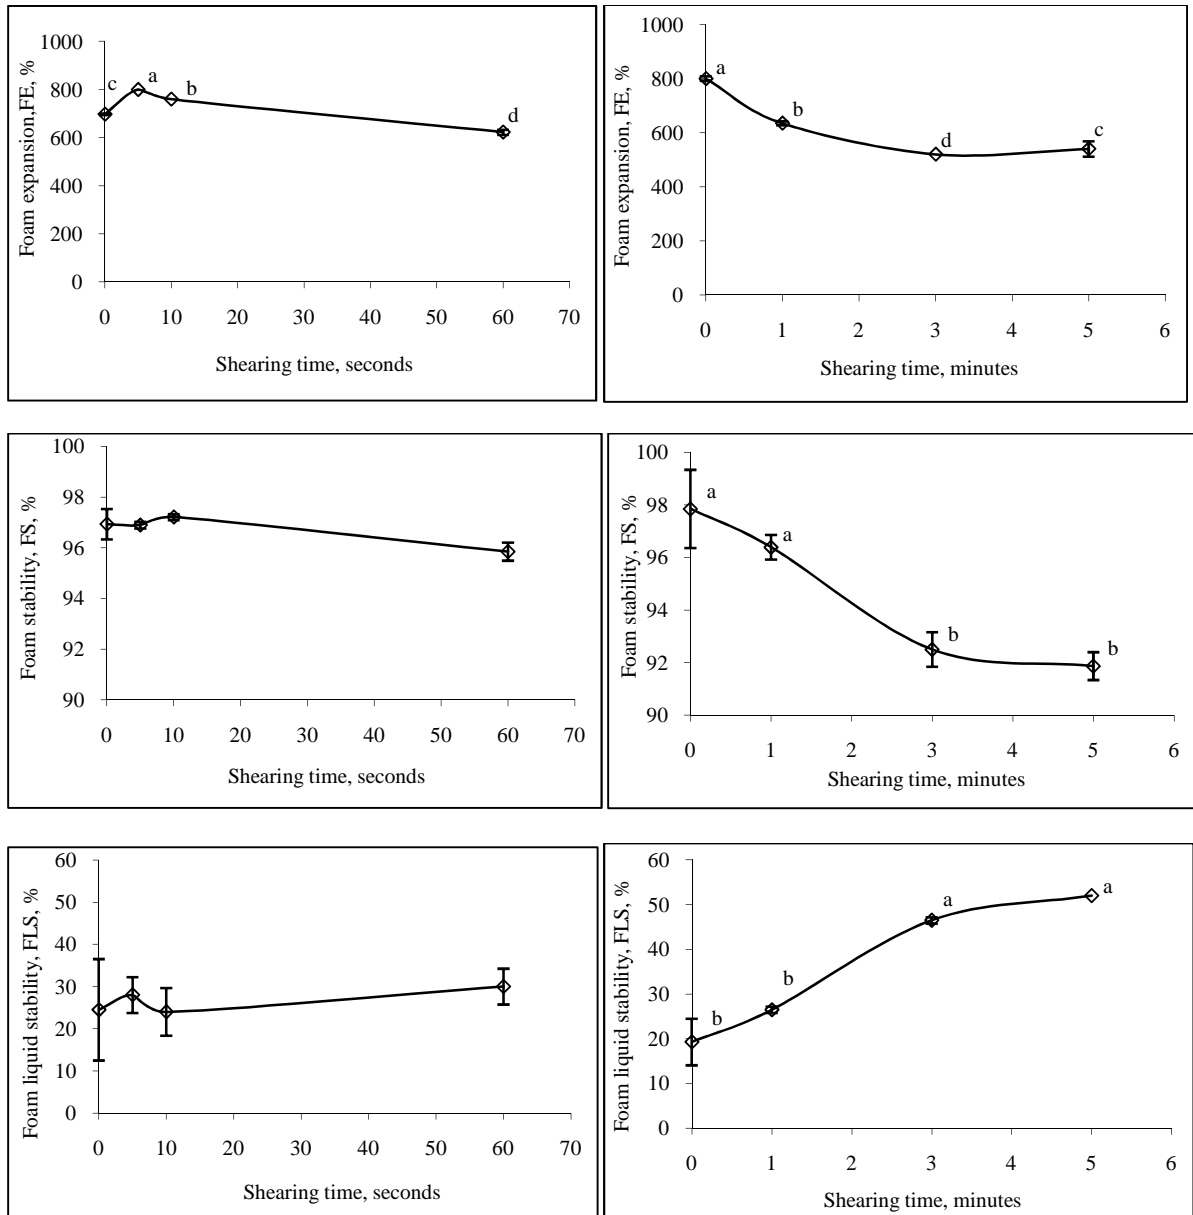 Foam expansion,FE, %
1000
800
600
400
200
0
c
a
b
d
0 10 20 30 40 50 60 70
Shearing time, seconds
Foam expansion, FE, %
1000
800
600
400
200
0
a
b
d
c
0 1 2 3 4 5 6
Shearing time, minutes
Foam stability, FS, %
100
98
96
94
92
90
0 10 20 30 40 50 60 70
Shearing time, seconds
Foam stability, FS, %
100
98
96
94
92
90
a
a
b
b
0 1 2 3 4 5 6
Shearing time, minutes
Foam liquid stability, FLS, %
60
50
40
30
20
10
0
0 10 20 30 40 50 60 70
Shearing time, seconds
Foam liquid stability, FLS, %
60
50
40
30
20
10
0
b
b
a
a
0 1 2 3 4 5 6
Shearing time, minutes